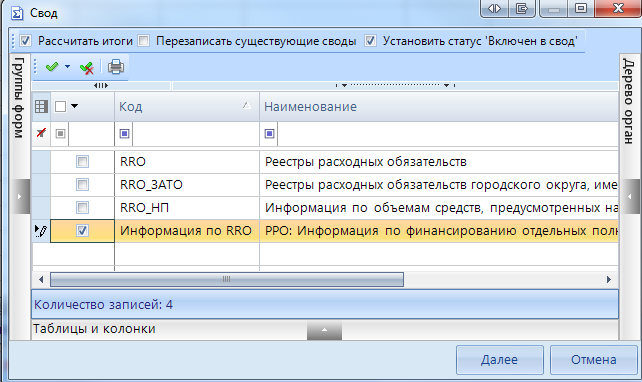 Свод
Рассчитать итоги Перезаписать существующие своды Установить статус 'Включен в свод'
Группы форм
Дерево орган
Код Наименование
RRO Реестры расходных обязательств
RRO_ЗАТО Реестры расходных обязательств городского округа, име
RRO_НП Информация по объемам средств, предусмотренных на
Информация по RRO РРО: Информация по финансированию отдельных полн
Количество записей: 4
Таблицы и колонки
Далее Отмена